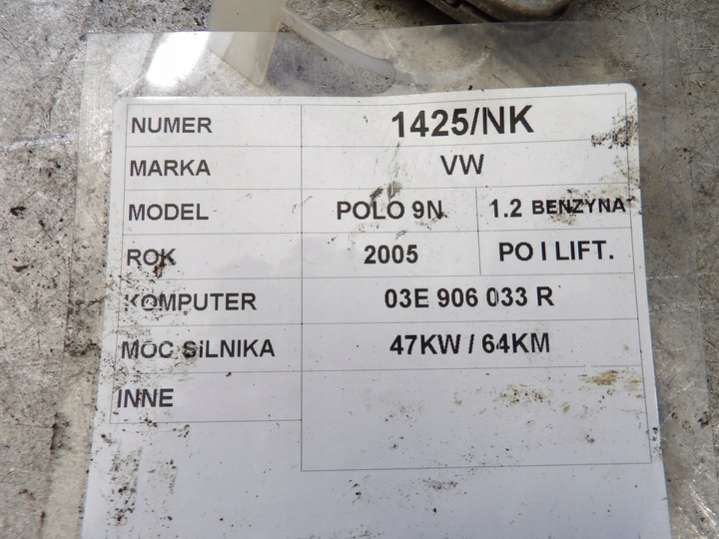 NUMER 1425/NK
MARKA VW
MODEL POLO 9N 1.2 BENZYNA
ROK 2005 PO I LIFT.
KOMPUTER 03E 906 033 R
MOC SiLNIKA 47KW / 64KM
INNE